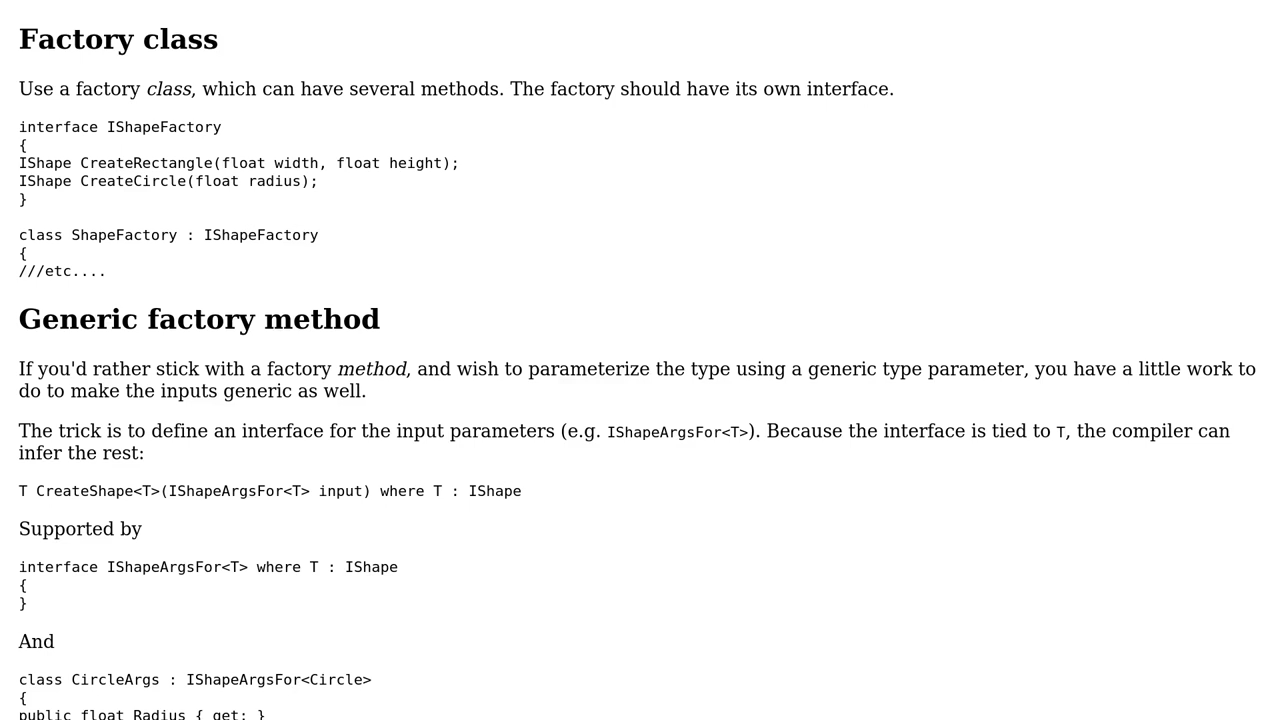 Factory class
Use a factory class, which can have several methods. The factory should have its own interface.
interface IShapeFactory
{
IShape CreateRectangle(float width, float height);
IShape CreateCircle(float radius);
}
class ShapeFactory : IShapeFactory
{
///etc....
Generic factory method
If you'd rather stick with a factory method, and wish to parameterize the type using a generic type parameter, you have a little work to
do to make the inputs generic as well.
The trick is to define an interface for the input parameters (e.g. IShapeArgsFor<T>). Because the interface is tied to T, the compiler can
infer the rest:
T CreateShape<T>(IShapeArgsFor<T> input) where T : IShape
Supported by
interface IShapeArgsFor<T> where T : IShape
{
}
And
class CircleArgs : IShapeArgsFor<Circle>
{
public float Radius { get; }